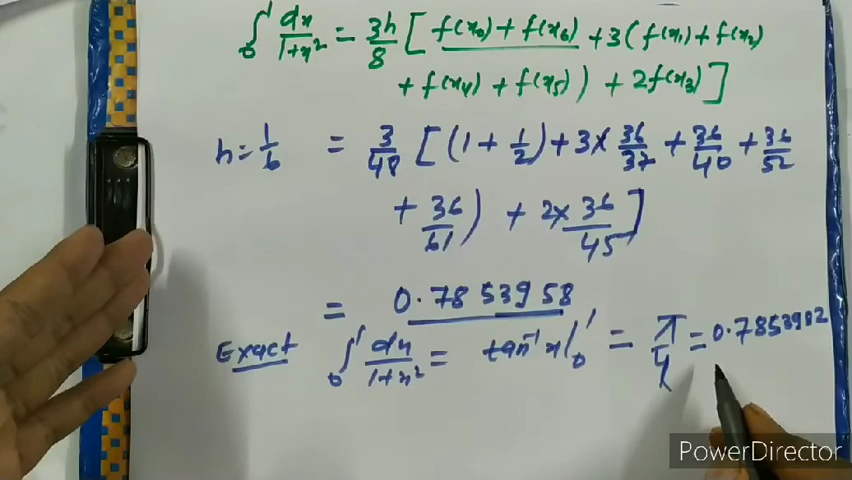 ∫₀¹ dx/1+x² = 3h/8 [ f(x₀) + f(x₆) + 3 ( f(x₁) + f(x₂)
+ f(x₄) + f(x₅) ) + 2f(x₃) ]
h = 1/6 = 3/48 [ (1 + 1/2) + 3 × 36/37 + 36/40 + 36/52
+ 36/61 ) + 2 × 36/45 ]
= 0.7853958
Exact ∫₀¹ dx/1+x² = tan⁻¹ x |₀¹ = π/4 = 0.7853982
PowerDirector